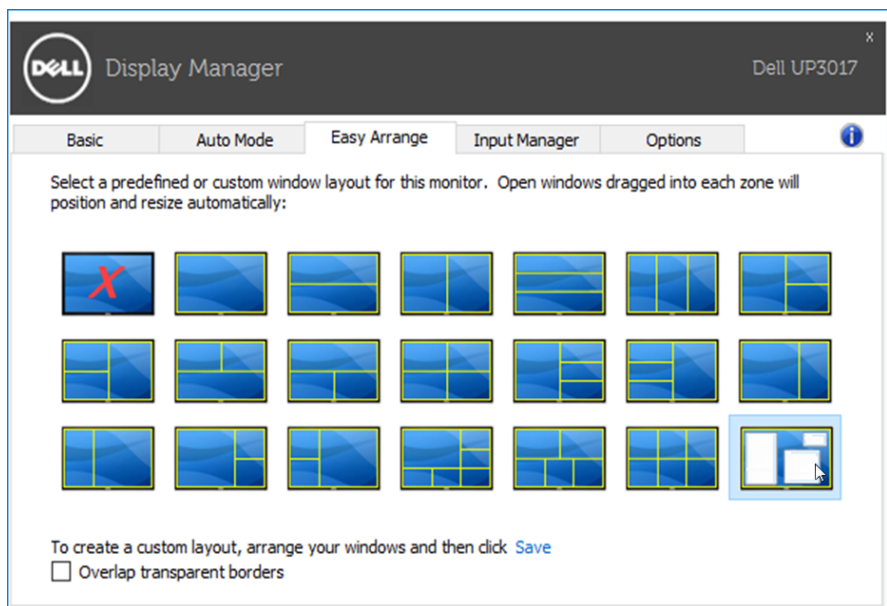 DELL
Display Manager
x
Dell UP3017
Basic
Auto Mode
Easy Arrange
Input Manager
Options
i
Select a predefined or custom window layout for this monitor. Open windows dragged into each zone will
position and resize automatically:
X
To create a custom layout, arrange your windows and then click Save
Overlap transparent borders